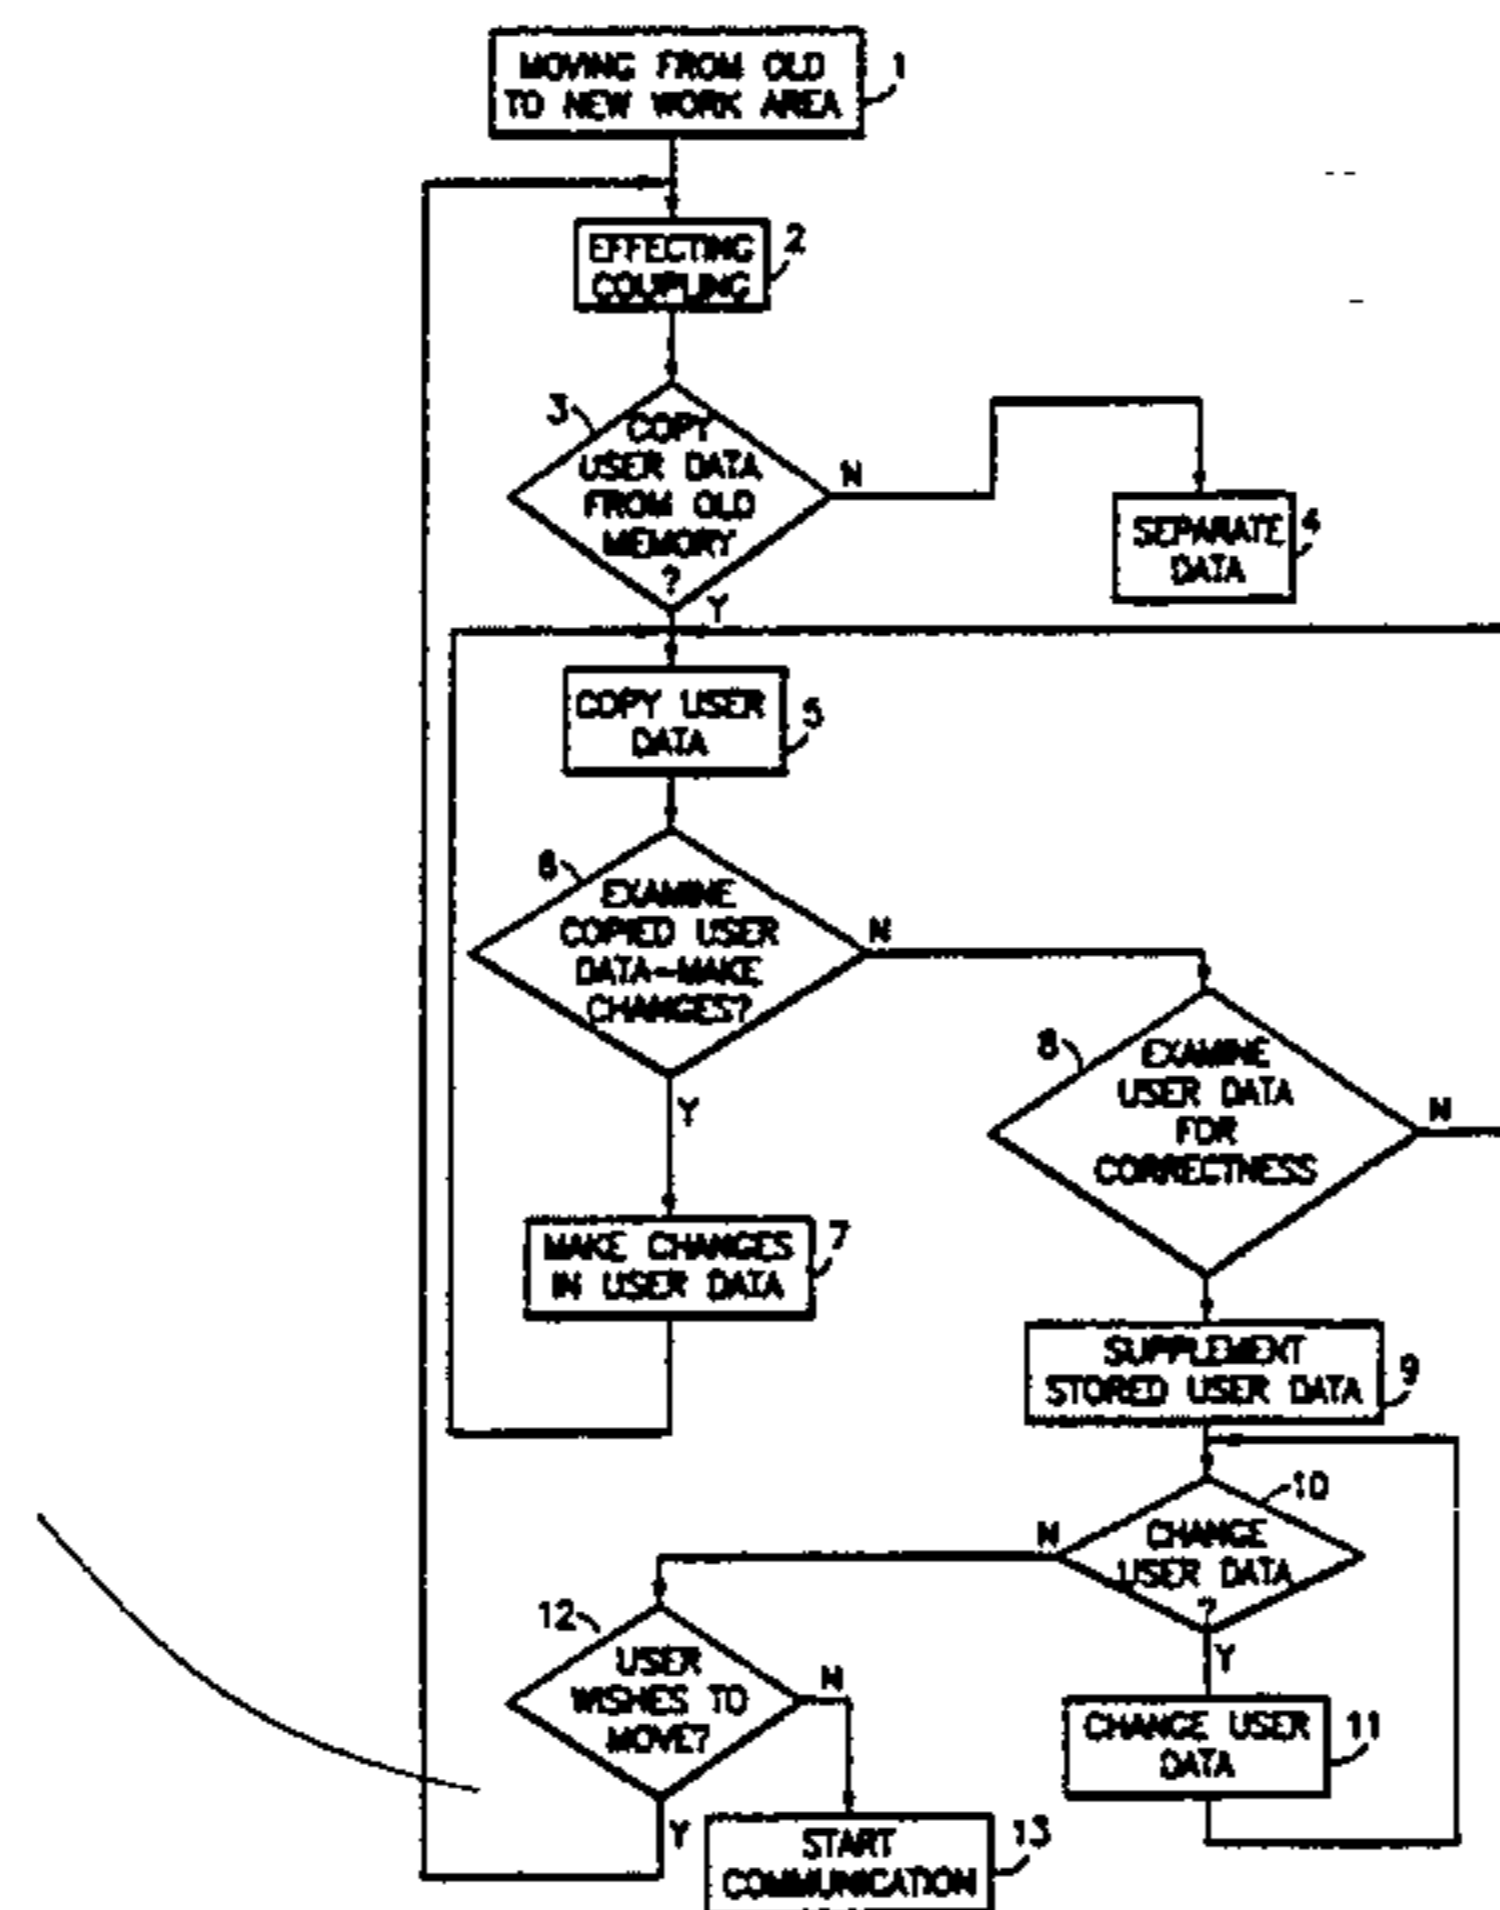 MOVING FROM OLD
TO NEW WORK AREA
1
EFFECTING
COUPLING
2
3
COPY
USER DATA
FROM OLD
MEMORY
?
N
Y
SEPARATE
DATA
4
COPY USER
DATA
5
6
EXAMINE
COPIED USER
DATA-MAKE
CHANGES?
N
Y
8
EXAMINE
USER DATA
FOR
CORRECTNESS
N
MAKE CHANGES
IN USER DATA
7
SUPPLEMENT
STORED USER DATA
9
10
CHANGE
USER DATA
?
N
Y
12
USER
WISHES TO
MOVE?
N
Y
CHANGE USER
DATA
11
START
COMMUNICATION
13